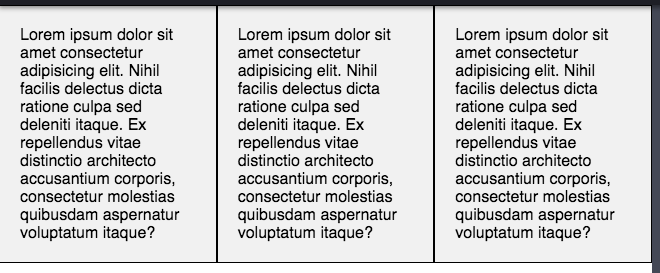 Lorem ipsum dolor sit
amet consectetur
adipisicing elit. Nihil
facilis delectus dicta
ratione culpa sed
deleniti itaque. Ex
repellendus vitae
distinctio architecto
accusantium corporis,
consectetur molestias
quibusdam aspernatur
voluptatum itaque?
Lorem ipsum dolor sit
amet consectetur
adipisicing elit. Nihil
facilis delectus dicta
ratione culpa sed
deleniti itaque. Ex
repellendus vitae
distinctio architecto
accusantium corporis,
consectetur molestias
quibusdam aspernatur
voluptatum itaque?
Lorem ipsum dolor sit
amet consectetur
adipisicing elit. Nihil
facilis delectus dicta
ratione culpa sed
deleniti itaque. Ex
repellendus vitae
distinctio architecto
accusantium corporis,
consectetur molestias
quibusdam aspernatur
voluptatum itaque?